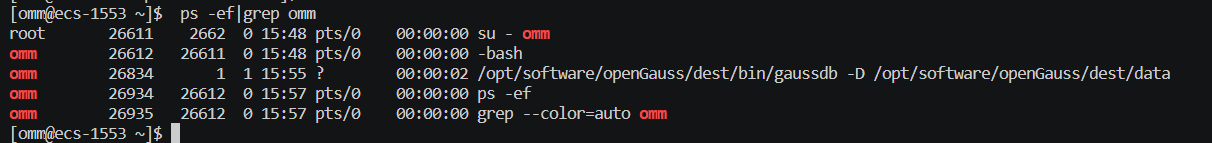 [omm@ecs-1553 ~]$  ps -ef|grep omm
root     26611  2662  0 15:48 pts/0    00:00:00 su - omm
omm      26612 26611  0 15:48 pts/0    00:00:00 -bash
omm      26834     1  1 15:55 ?        00:00:02 /opt/software/openGauss/dest/bin/gaussdb -D /opt/software/openGauss/dest/data
omm      26934 26612  0 15:57 pts/0    00:00:00 ps -ef
omm      26935 26612  0 15:57 pts/0    00:00:00 grep --color=auto omm
[omm@ecs-1553 ~]$